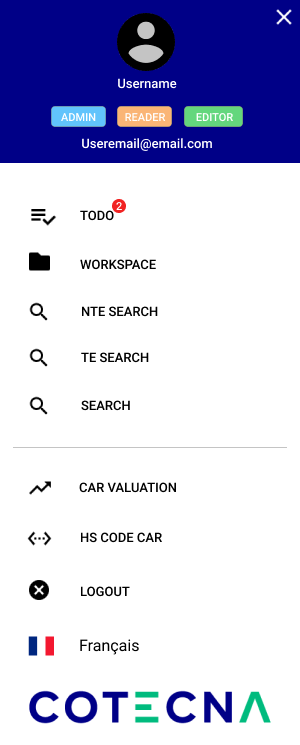 Username
ADMIN READER EDITOR
Useremail@email.com
TODO 2
WORKSPACE
NTE SEARCH
TE SEARCH
SEARCH
CAR VALUATION
HS CODE CAR
LOGOUT
Français
COTECNA